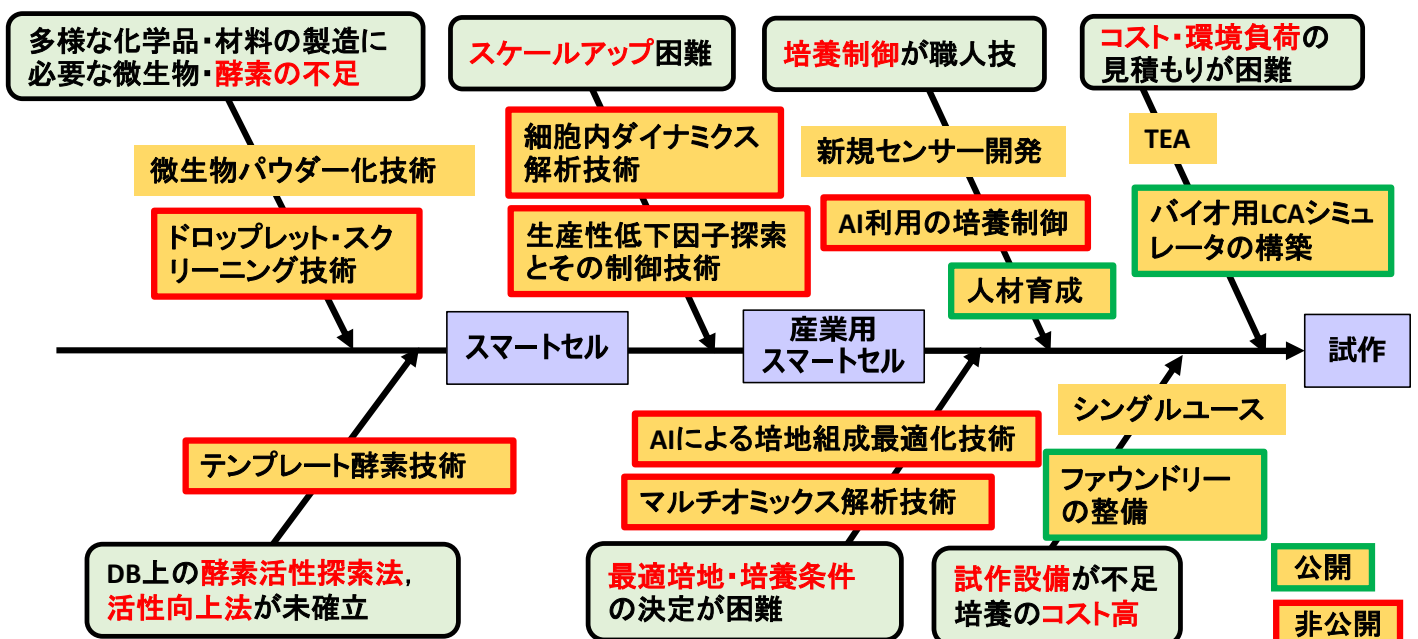 多様な化学品・材料の製造に
必要な微生物・酵素の不足
スケールアップ困難
培養制御が職人技
コスト・環境負荷の
見積もりが困難
微生物パウダー化技術
ドロップレット・スク
リーニング技術
細胞内ダイナミクス
解析技術
生産性低下因子探索
とその制御技術
新規センサー開発
AI利用の培養制御
人材育成
TEA
バイオ用LCAシミュ
レータの構築
スマートセル
産業用
スマートセル
試作
テンプレート酵素技術
AIによる培地組成最適化技術
マルチオミックス解析技術
シングルユース
ファウンドリー
の整備
DB上の酵素活性探索法,
活性向上法が未確立
最適培地・培養条件
の決定が困難
試作設備が不足
培養のコスト高
公開
非公開